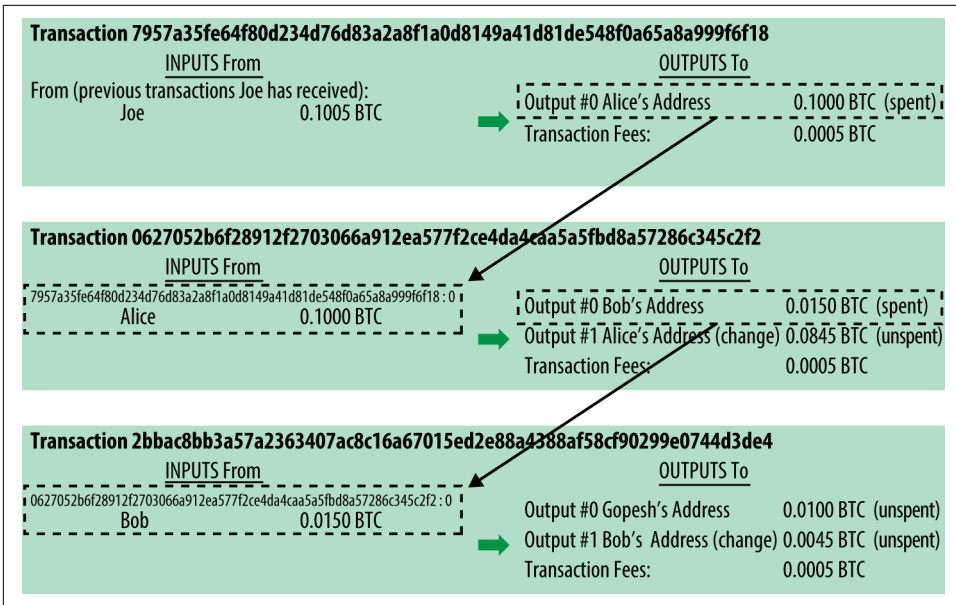 Transaction 7957a35fe64f80d234d76d83a2a8f1a0d8149a41d81de548f0a65a8a999f6f18
INPUTS From
OUTPUTS To
From (previous transactions Joe has received):
Joe 0.1005 BTC
Output #0 Alice's Address 0.1000 BTC (spent)
Transaction Fees: 0.0005 BTC
Transaction 0627052b6f28912f2703066a912ea577f2ce4da4caa5a5fbd8a57286c345c2f2
INPUTS From
OUTPUTS To
7957a35fe64f80d234d76d83a2a8f1a0d8149a41d81de548f0a65a8a999f6f18 : 0
Alice 0.1000 BTC
Output #0 Bob's Address 0.0150 BTC (spent)
Output #1 Alice's Address (change) 0.0845 BTC (unspent)
Transaction Fees: 0.0005 BTC
Transaction 2bbac8bb3a57a2363407ac8c16a67015ed2e88a4388af58cf90299e0744d3de4
INPUTS From
OUTPUTS To
0627052b6f28912f2703066a912ea577f2ce4da4caa5a5fbd8a57286c345c2f2 : 0
Bob 0.0150 BTC
Output #0 Gopesh's Address 0.0100 BTC (unspent)
Output #1 Bob's Address (change) 0.0045 BTC (unspent)
Transaction Fees: 0.0005 BTC